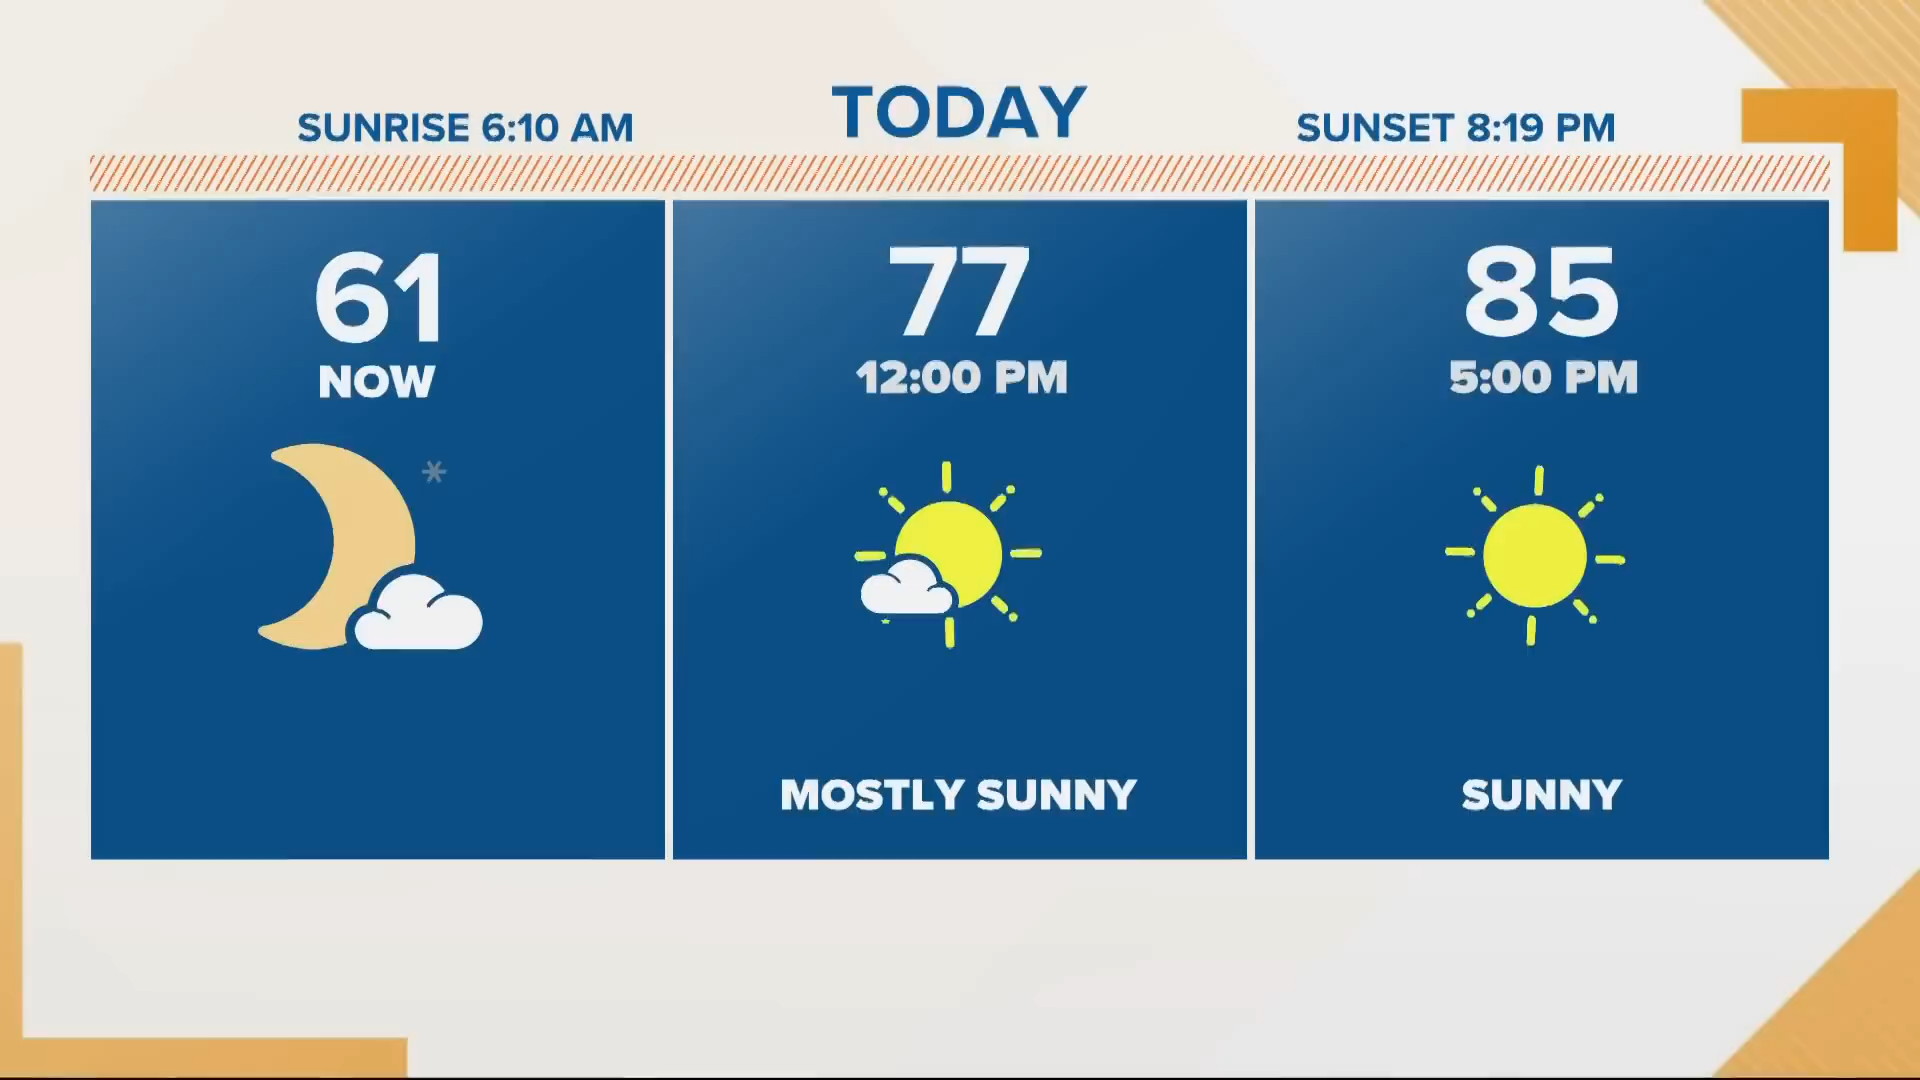 SUNRISE 6:10 AM
TODAY
SUNSET 8:19 PM
61
NOW
77
12:00 PM
MOSTLY SUNNY
85
5:00 PM
SUNNY